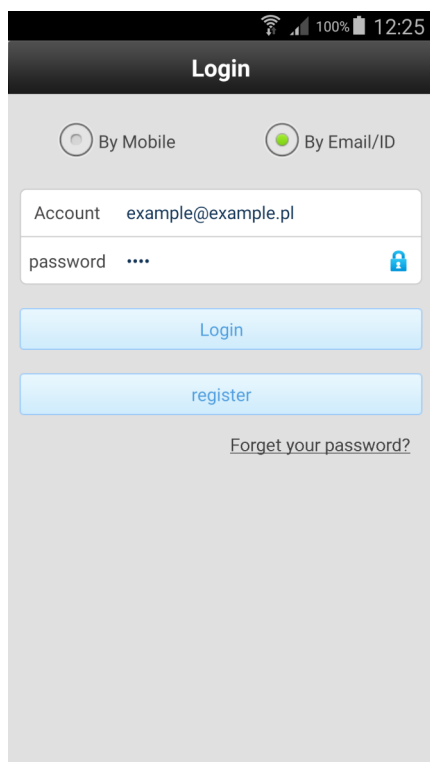 100% 12:25
Login
By Mobile By Email/ID
Account example@example.pl
password ••••
Login
register
Forget your password?